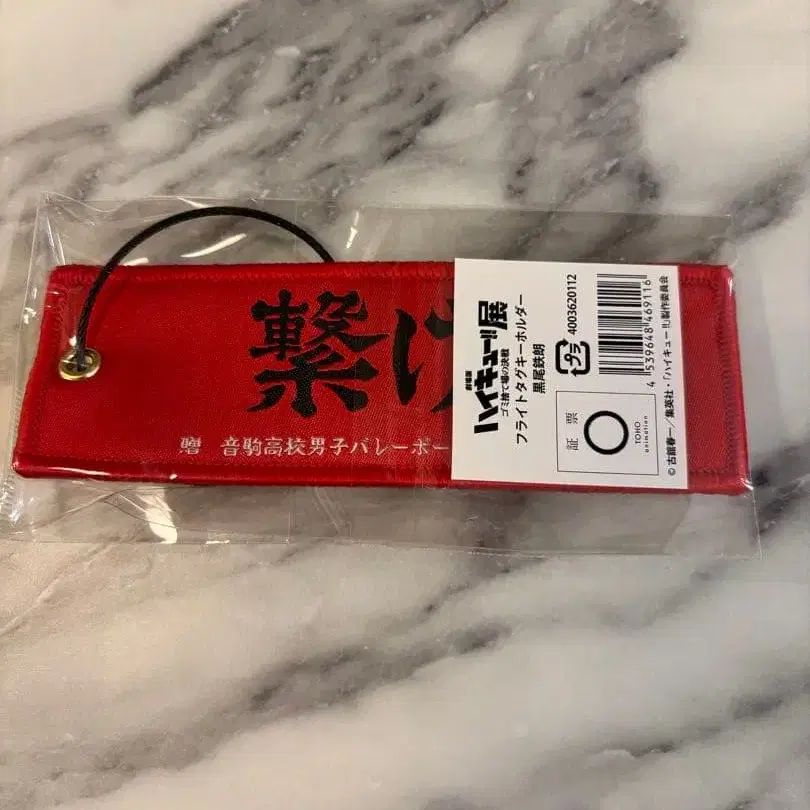 繋げ
贈 音駒高校男子バレーボー
劇場版
ハイキュー!!展
ゴミ捨て場の決戦
フライトタグキーホルダー
黒尾鉄朗
プラ
4003620112
4 539648 469116
証票
TOHO
animation
© 古舘春一／集英社・「ハイキュー!!」製作委員会